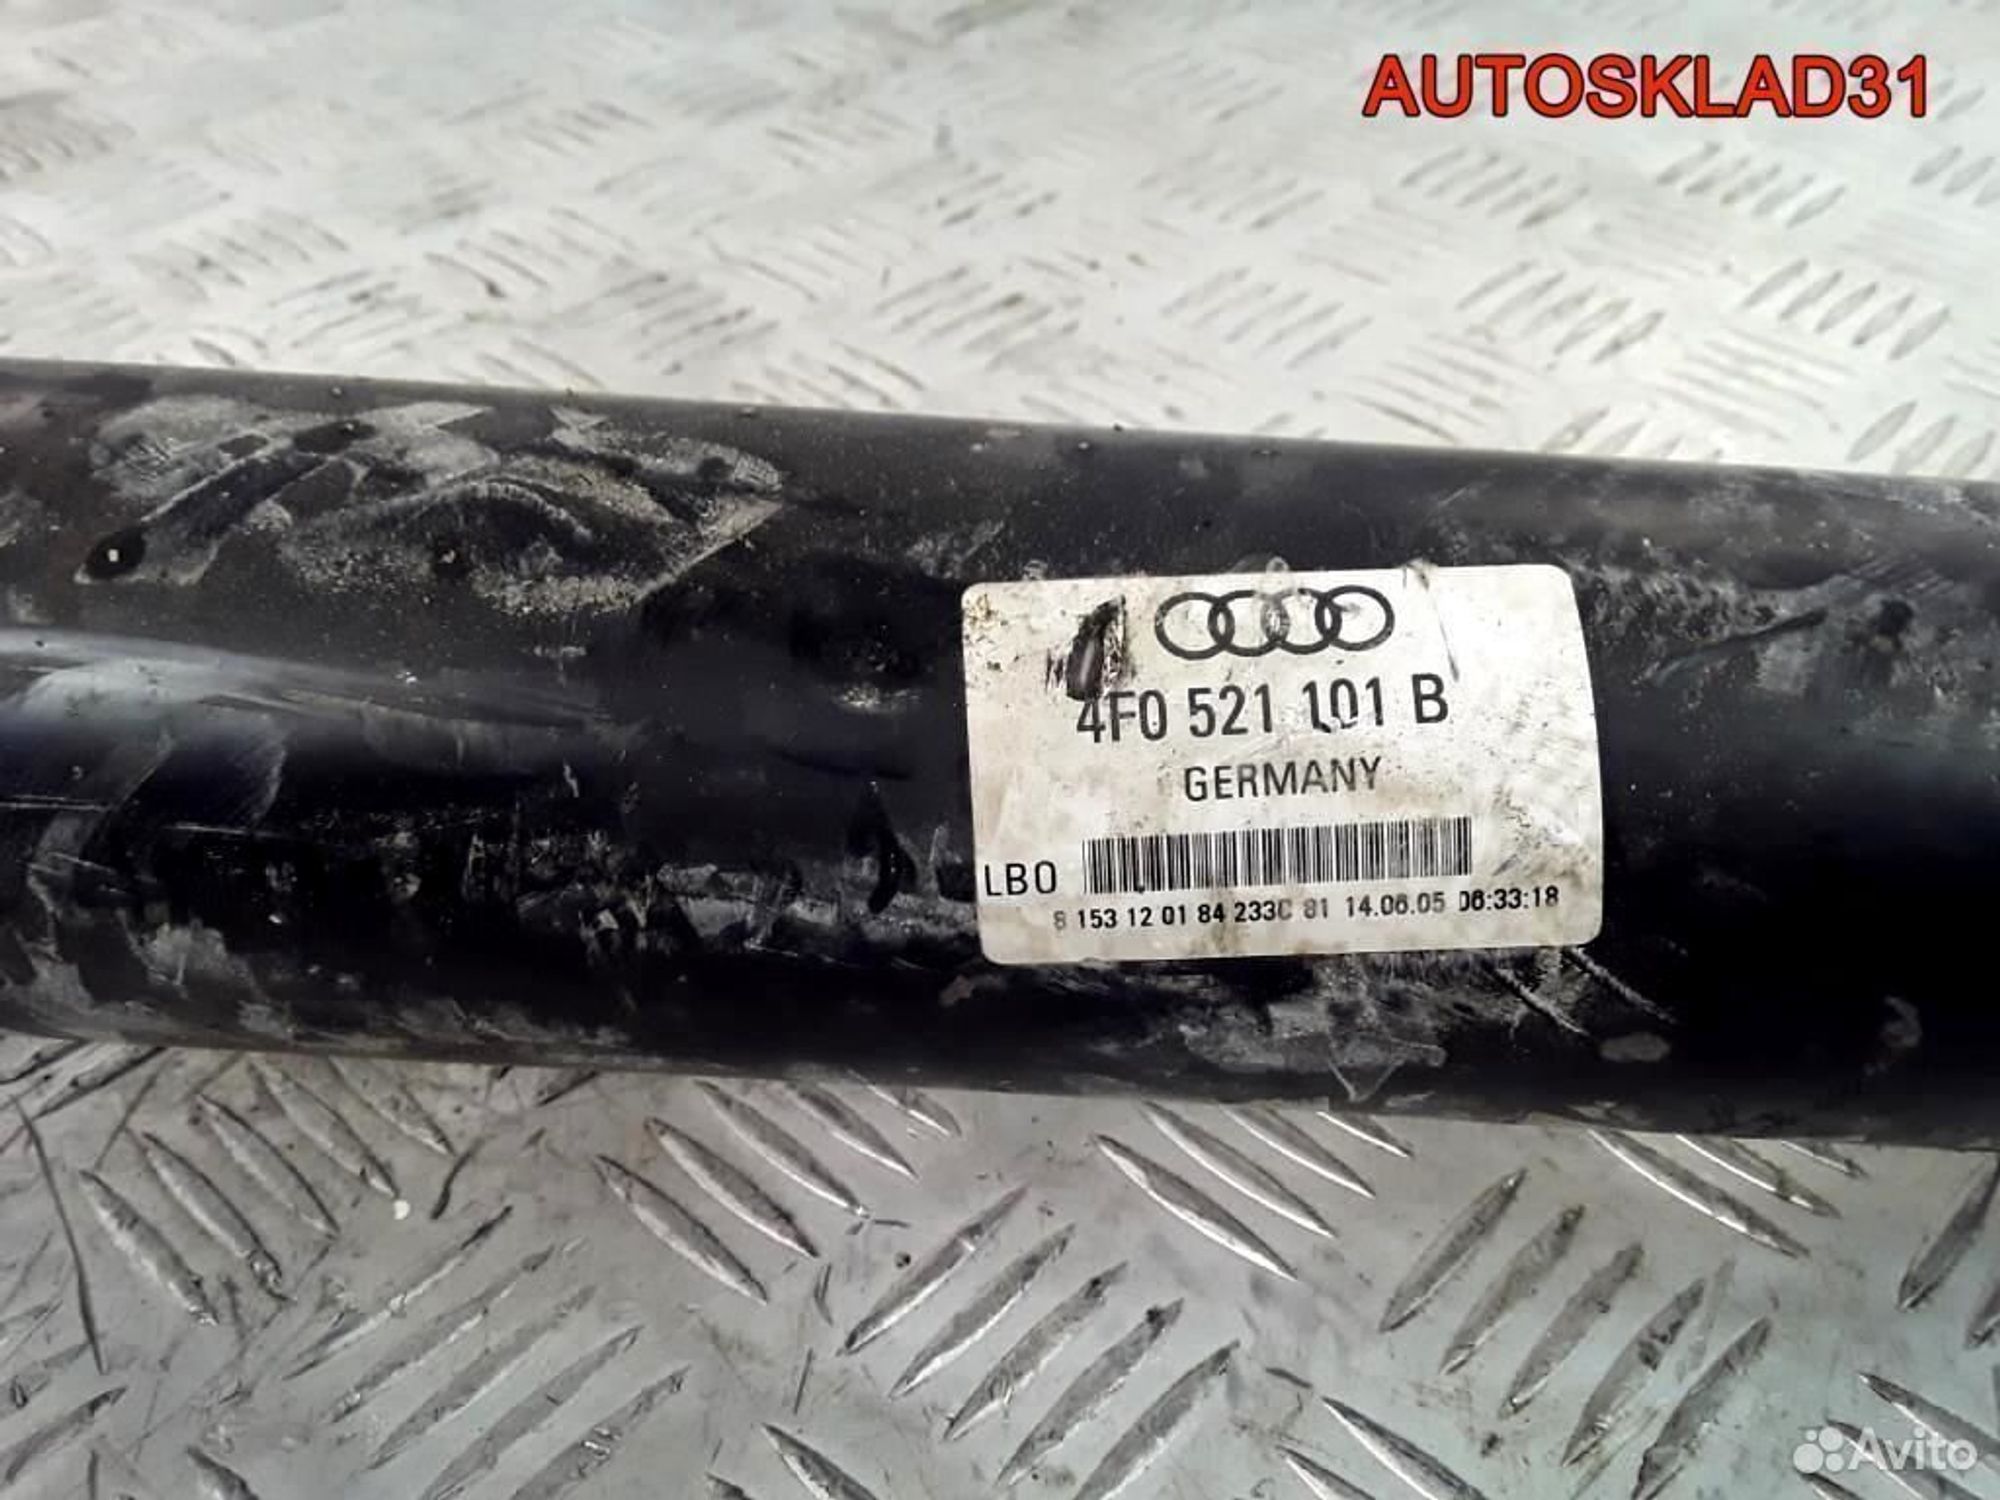 AUTOSKLAD31
4F0 521 101 B
GERMANY
LBO
8 153 12 01 84 233C 81 14.06.05 06:33:18
Avito